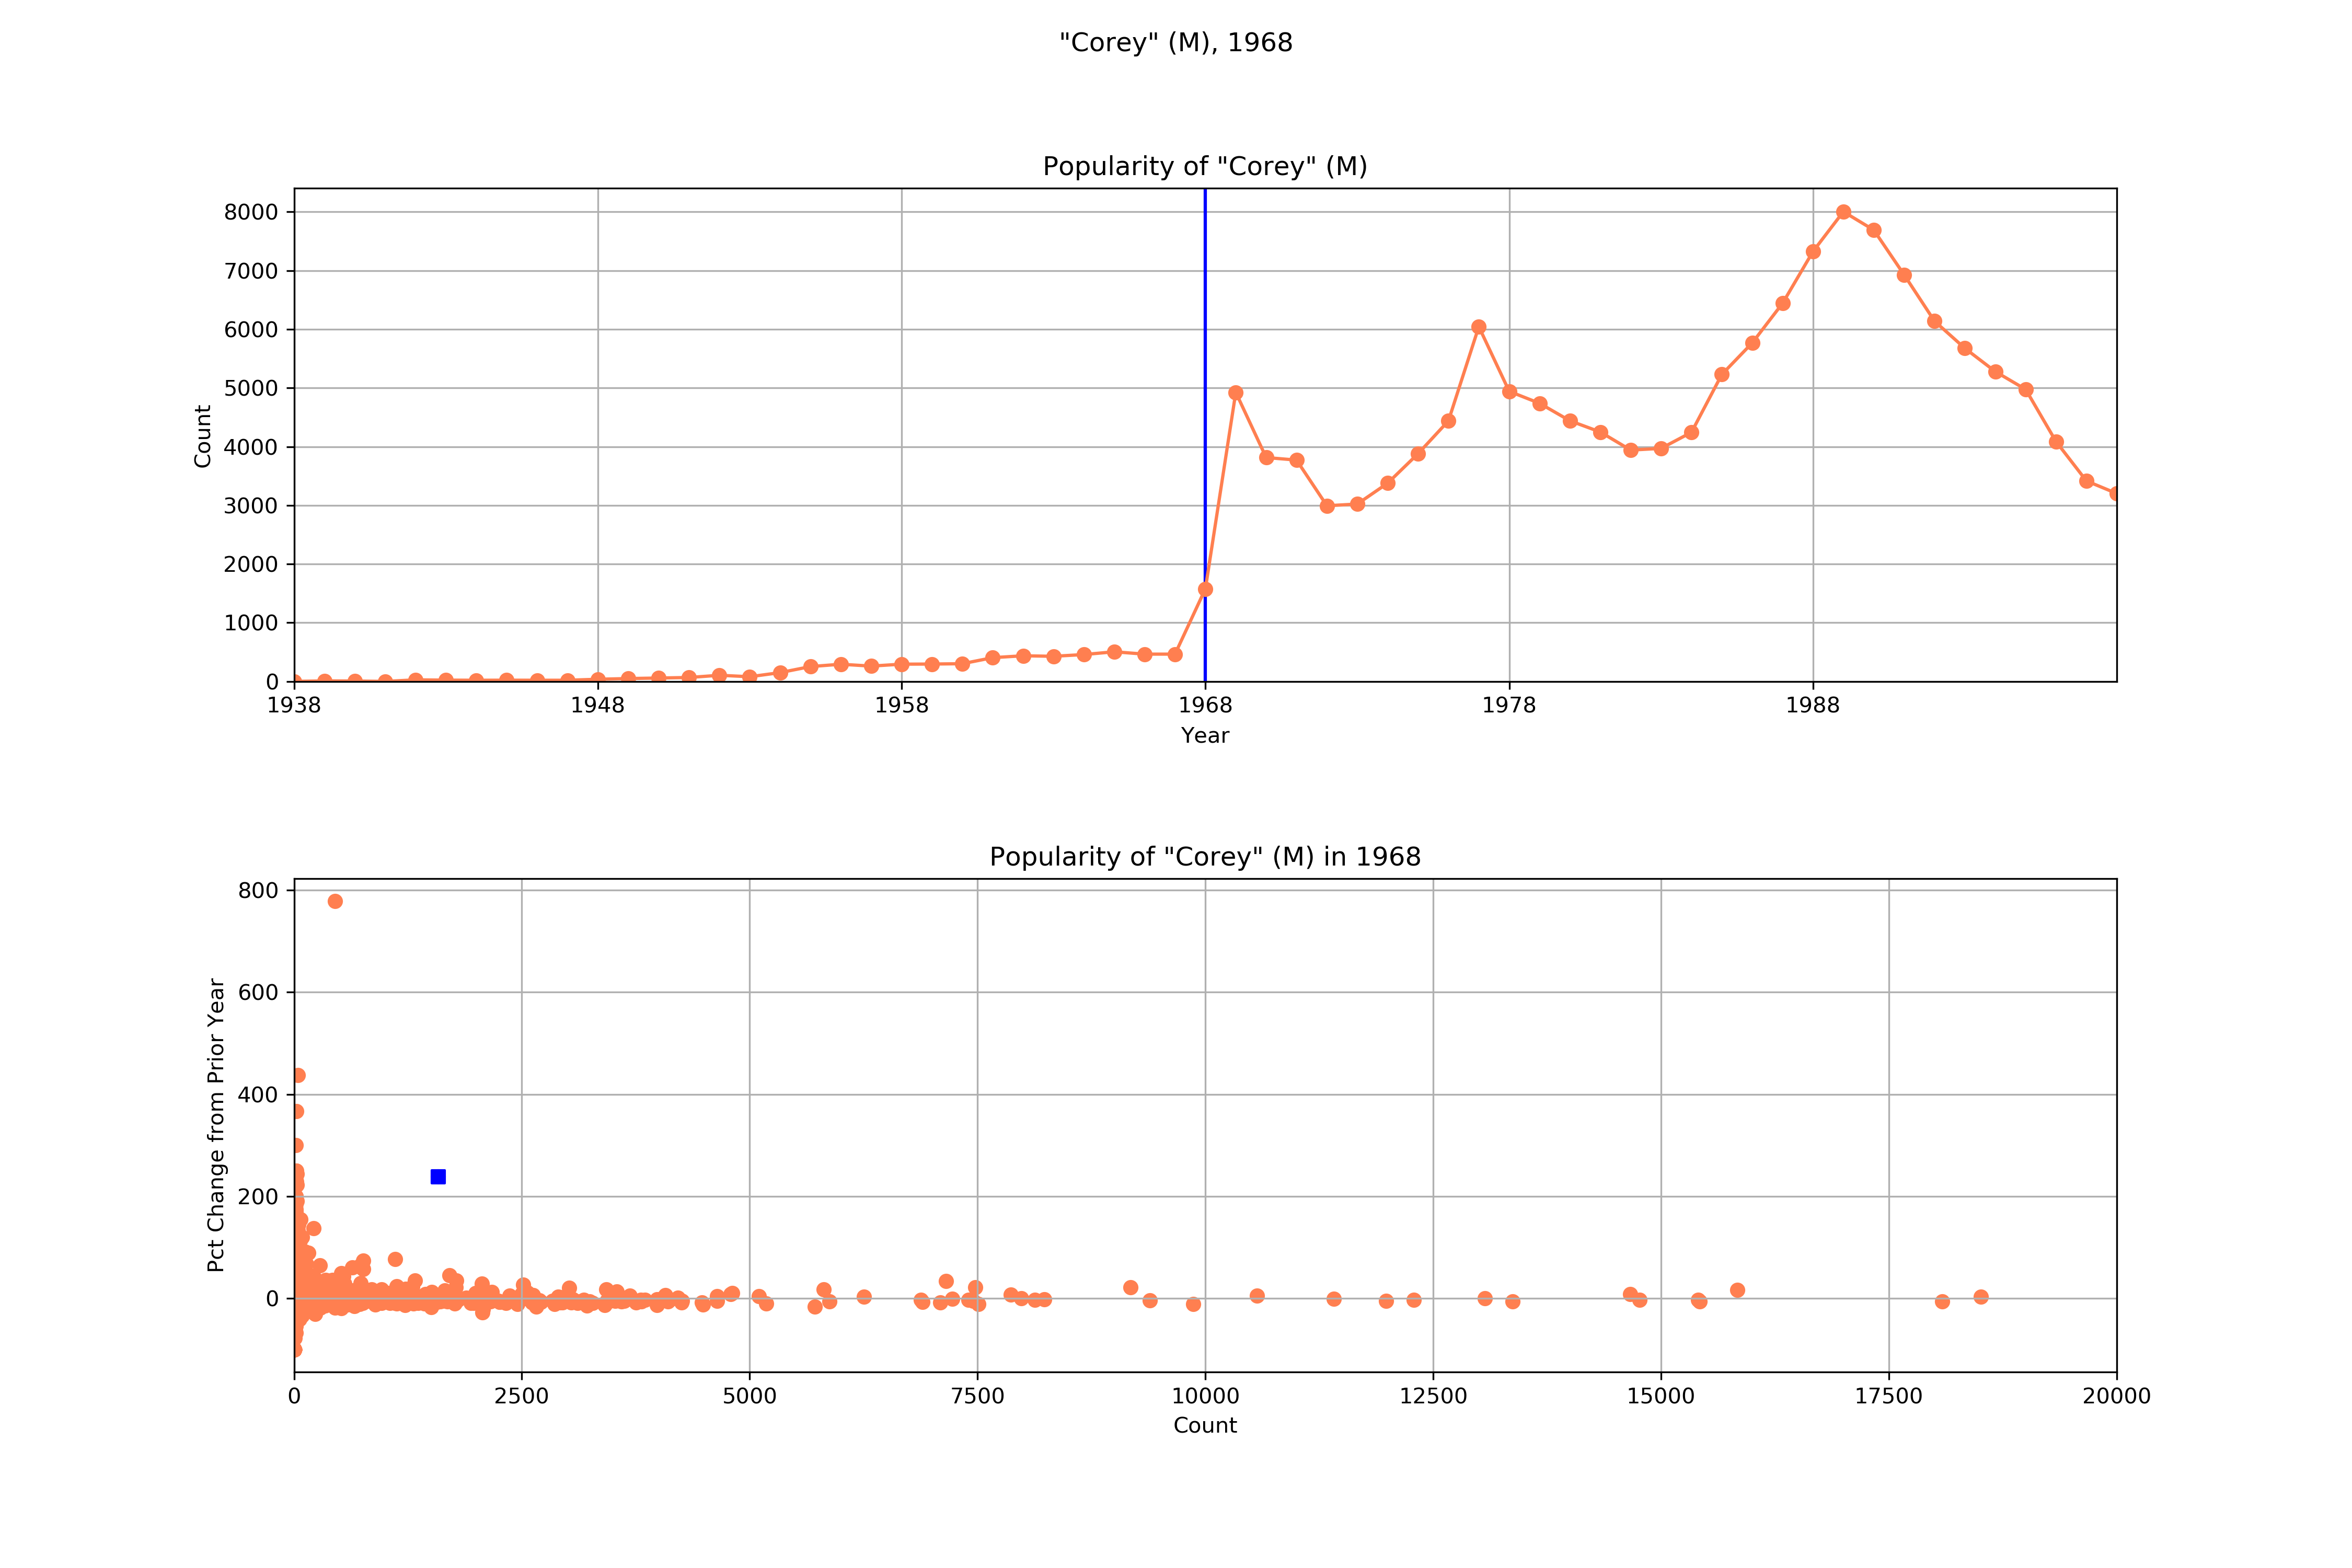 "Corey" (M), 1968
Popularity of "Corey" (M)
8000
7000
6000
5000
4000
3000
2000
1000
0
Count
1938 1948 1958 1968 1978 1988
Year
Popularity of "Corey" (M) in 1968
800
600
400
200
0
Pct Change from Prior Year
0 2500 5000 7500 10000 12500 15000 17500 20000
Count